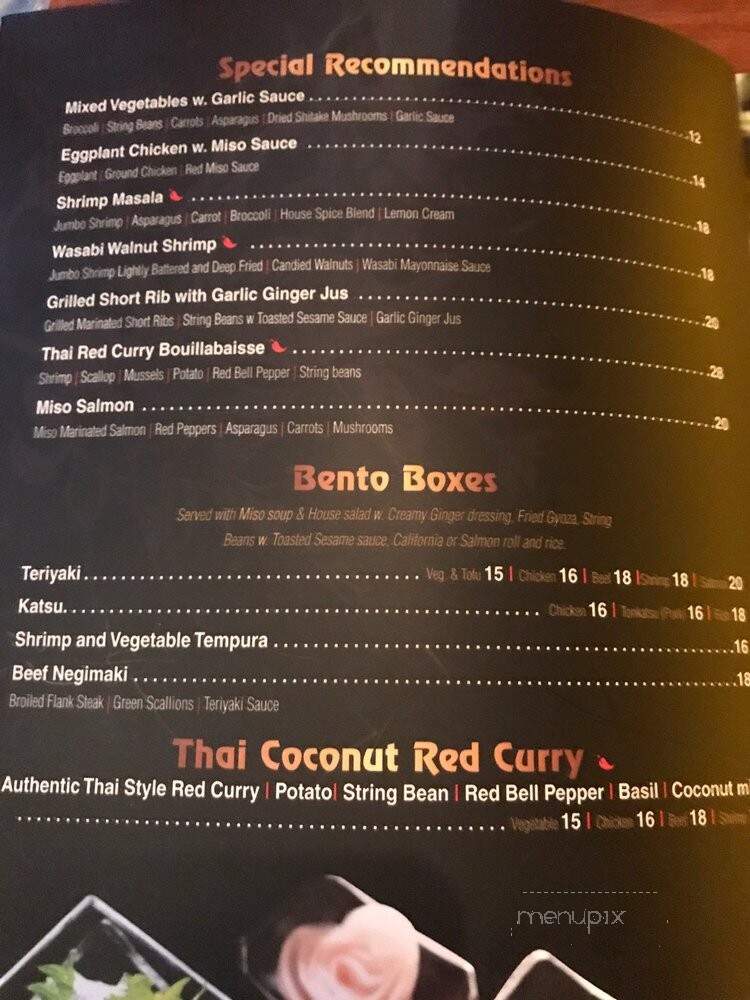 Special Recommendations
Mixed Vegetables w. Garlic Sauce 12
Broccoli | String Beans | Carrots | Asparagus | Dried Shitake Mushrooms | Garlic Sauce
Eggplant Chicken w. Miso Sauce 14
Eggplant | Ground Chicken | Red Miso Sauce
Shrimp Masala 18
Jumbo Shrimp | Asparagus | Carrot | Broccoli | House Spice Blend | Lemon Cream
Wasabi Walnut Shrimp 18
Jumbo Shrimp Lightly Battered and Deep Fried | Candied Walnuts | Wasabi Mayonnaise Sauce
Grilled Short Rib with Garlic Ginger Jus
Grilled Marinated Short Ribs | String Beans w Toasted Sesame Sauce | Garlic Ginger Jus
Thai Red Curry Bouillabaisse 28
Shrimp | Scallop | Mussels | Potato | Red Bell Pepper | String beans
Miso Salmon 20
Miso Marinated Salmon | Red Peppers | Asparagus | Carrots | Mushrooms
Bento Boxes
Served with Miso soup & House salad w. Creamy Ginger dressing, Fried Gyoza, String
Beans w. Toasted Sesame sauce, California or Salmon roll and rice.
Teriyaki Veg. & Tofu 15 | Chicken 16 | Beef 18 | Shrimp 18 | Salmon 20
Katsu Chicken 16 | Tonkatsu (Pork) 16 | Fish 18
Shrimp and Vegetable Tempura 16
Beef Negimaki 18
Broiled Flank Steak | Green Scallions | Teriyaki Sauce
Thai Coconut Red Curry
Authentic Thai Style Red Curry | Potato | String Bean | Red Bell Pepper | Basil | Coconut m
Vegetable 15 | Chicken 16 | Beef 18 | Shrimp
menupix